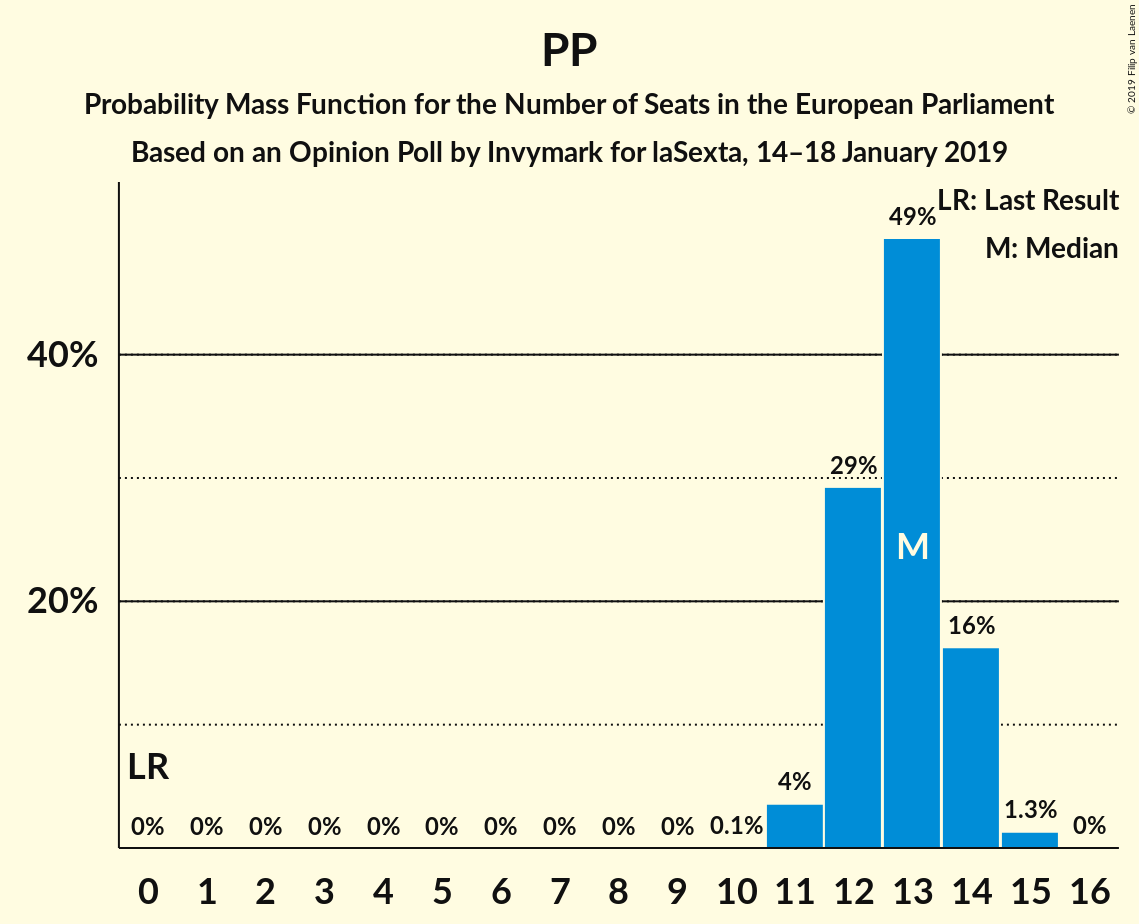 PP
Probability Mass Function for the Number of Seats in the European Parliament
Based on an Opinion Poll by Invymark for laSexta, 14–18 January 2019
© 2019 Filip van Laenen
LR: Last Result
M: Median
49%
40%
29%
M
20%
16%
LR
4%
1.3%
0% 0% 0% 0% 0% 0% 0% 0% 0% 0% 0.1% 0%
0 1 2 3 4 5 6 7 8 9 10 11 12 13 14 15 16